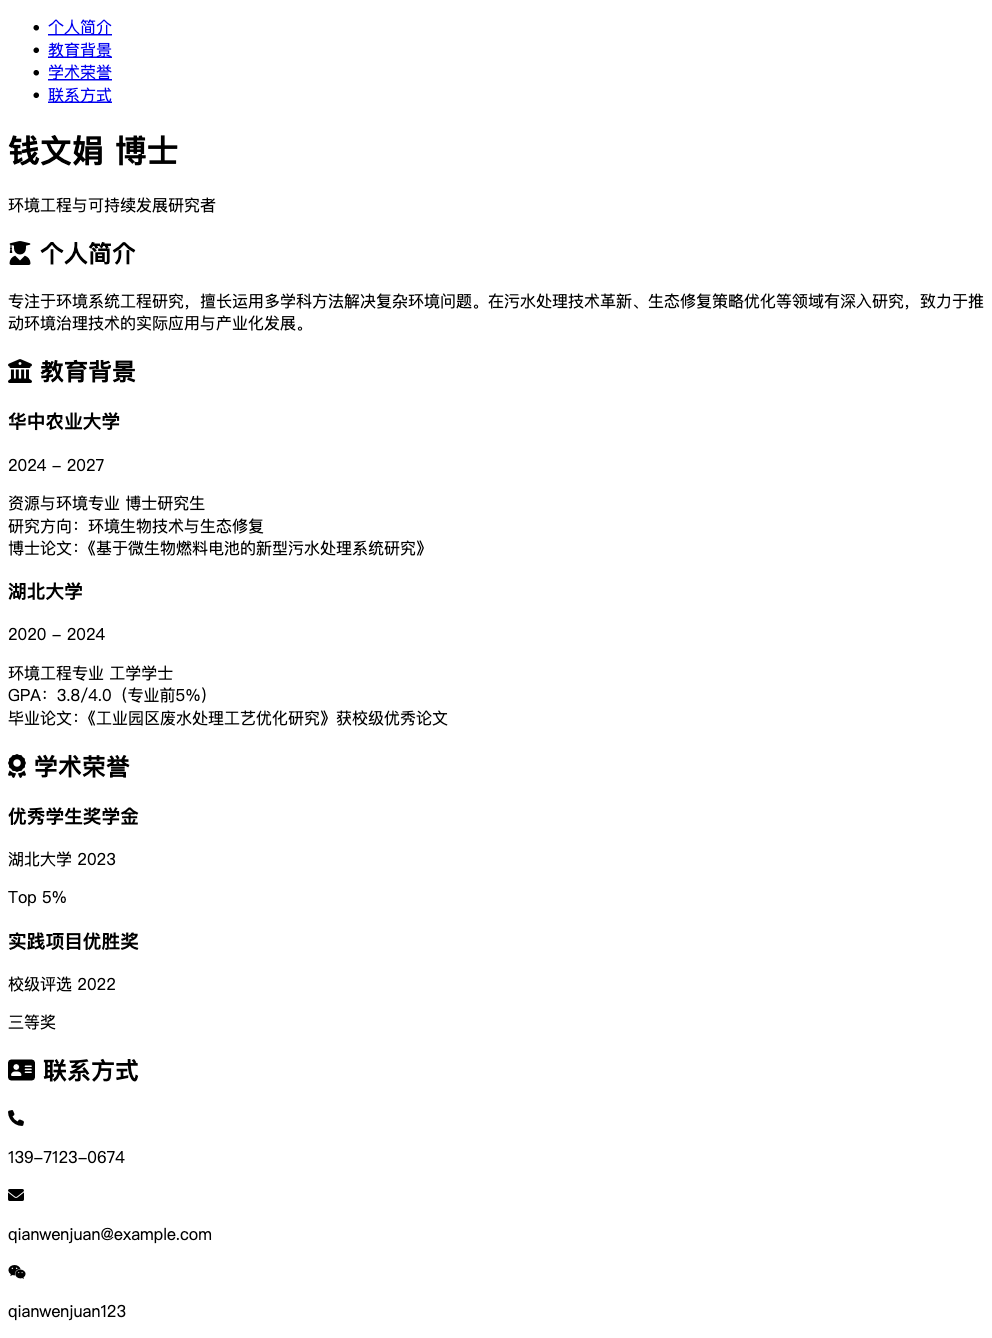 个人简介
教育背景
学术荣誉
联系方式
钱文娟 博士
环境工程与可持续发展研究者
个人简介
专注于环境系统工程研究，擅长运用多学科方法解决复杂环境问题。在污水处理技术革新、生态修复策略优化等领域有深入研究，致力于推
动环境治理技术的实际应用与产业化发展。
教育背景
华中农业大学
2024 - 2027
资源与环境专业 博士研究生
研究方向：环境生物技术与生态修复
博士论文：《基于微生物燃料电池的新型污水处理系统研究》
湖北大学
2020 - 2024
环境工程专业 工学学士
GPA：3.8/4.0（专业前5%）
毕业论文：《工业园区废水处理工艺优化研究》获校级优秀论文
学术荣誉
优秀学生奖学金
湖北大学 2023
Top 5%
实践项目优胜奖
校级评选 2022
三等奖
联系方式
139-7123-0674
qianwenjuan@example.com
qianwenjuan123